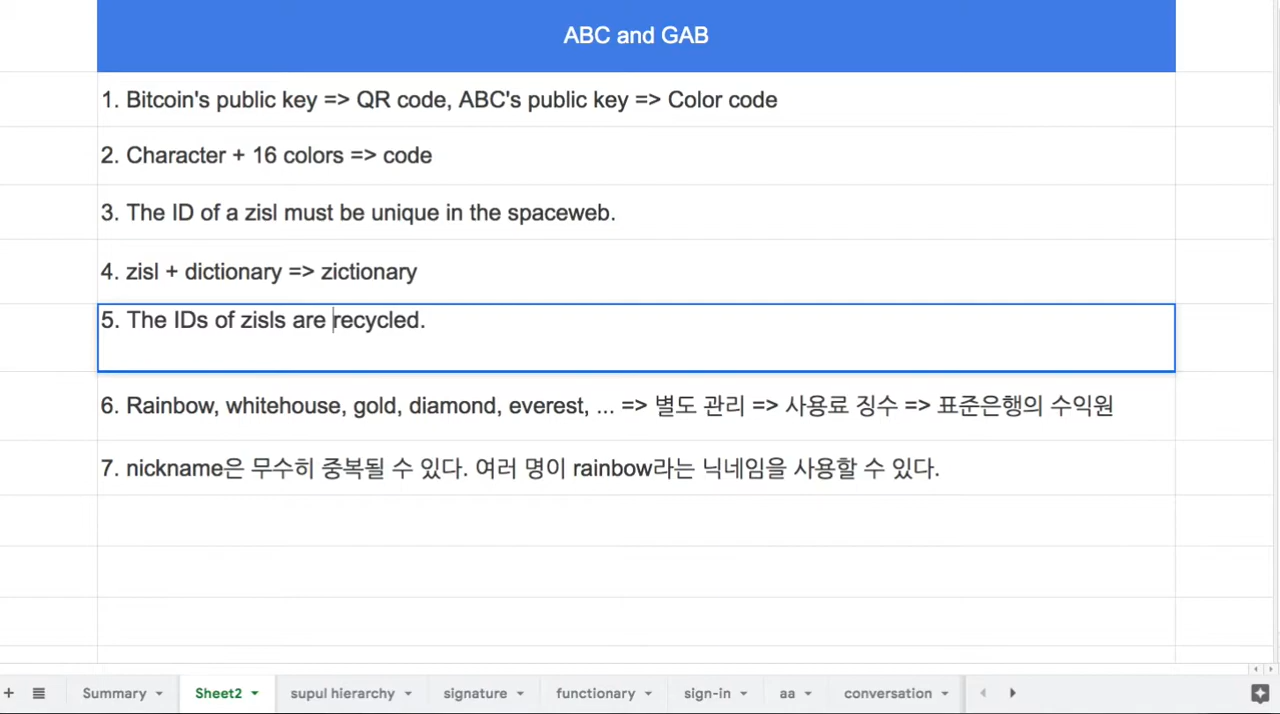 ABC and GAB
1. Bitcoin's public key => QR code, ABC's public key => Color code
2. Character + 16 colors => code
3. The ID of a zisl must be unique in the spaceweb.
4. zisl + dictionary => zictionary
5. The IDs of zisls are recycled.
6. Rainbow, whitehouse, gold, diamond, everest, ... => 별도 관리 => 사용료 징수 => 표준은행의 수익원
7. nickname은 무수히 중복될 수 있다. 여러 명이 rainbow라는 닉네임을 사용할 수 있다.
+ Summary Sheet2 supul hierarchy signature functionary sign-in aa conversation